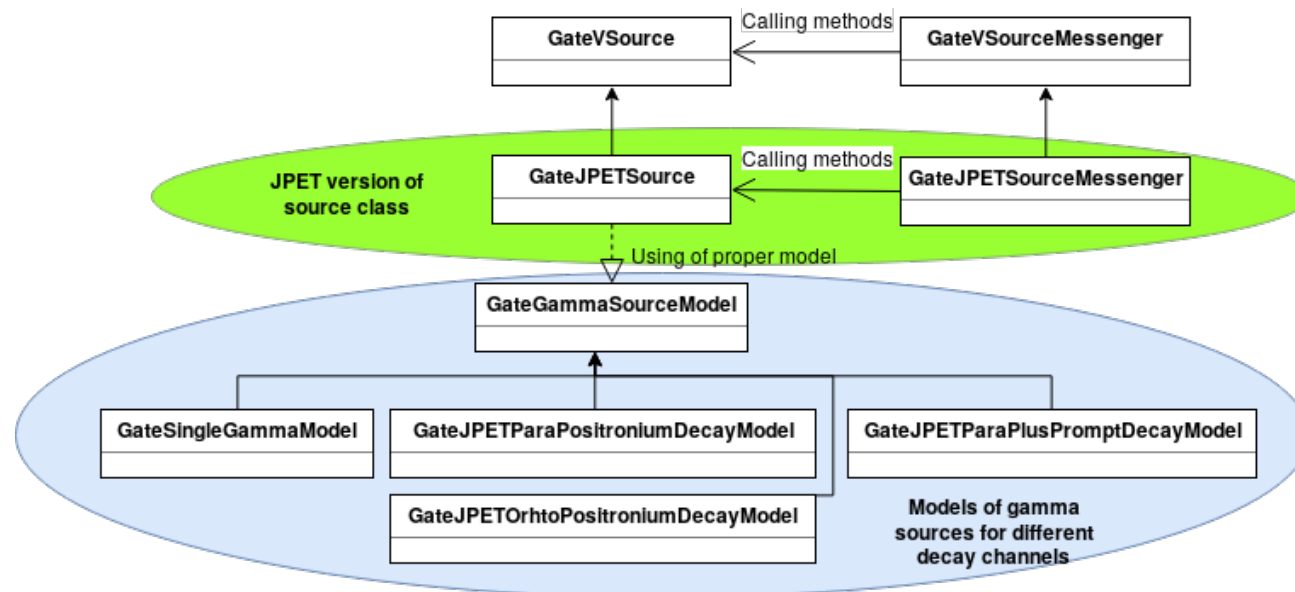 Calling methods
GateVSource
GateVSourceMessenger
JPET version of
source class
Calling methods
GateJPETSource
GateJPETSourceMessenger
Using of proper model
GateGammaSourceModel
GateSingleGammaModel
GateJPETParaPositroniumDecayModel
GateJPETParaPlusPromptDecayModel
GateJPETOrhtoPositroniumDecayModel
Models of gamma
sources for different
decay channels